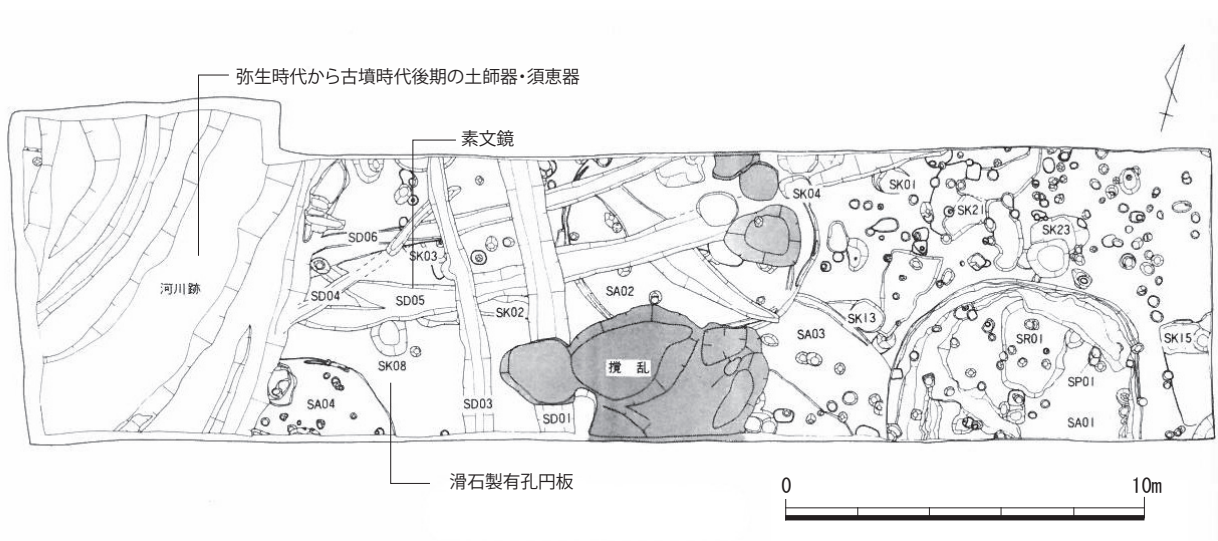 弥生時代から古墳時代後期の土師器・須恵器
素文鏡
SK04
SK01
SK21
SK23
SD06
SK03
河川跡
SD04
SD05
SK02
SA02
SK13
SA03
SR01
SK15
SK08
攪乱
SP01
SA04
SD03
SD01
SA01
滑石製有孔円板
0
10m